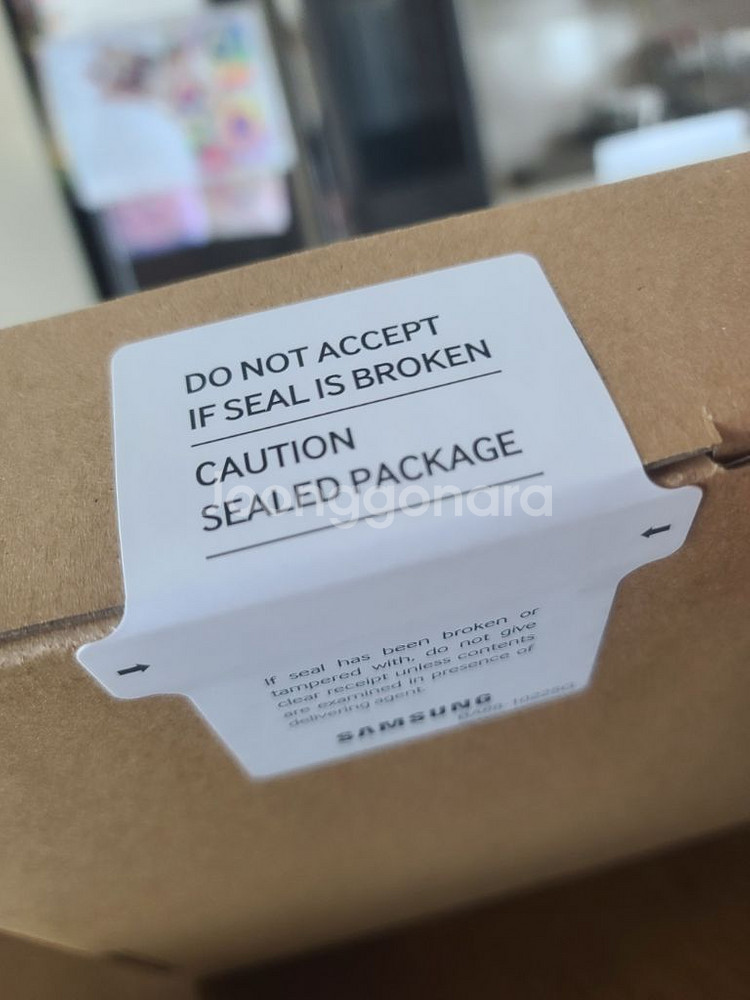 DO NOT ACCEPT
IF SEAL IS BROKEN
CAUTION
SEALED PACKAGE
joonggonara
If seal has been broken or
tampered with, do not give
clear receipt unless contents
are examined in presence of
delivering agent.
SAMSUNG